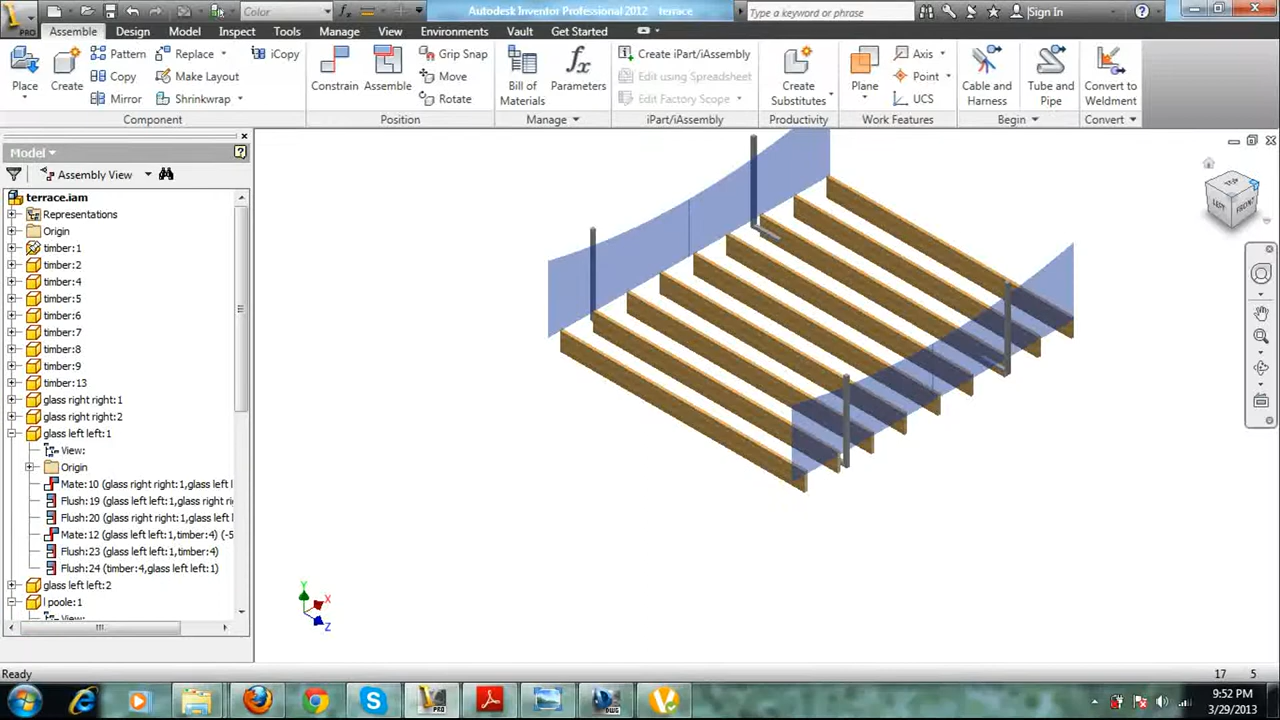 Color
Autodesk Inventor Professional 2012 terrace
Type a keyword or phrase
Sign In
PRO
Assemble Design Model Inspect Tools Manage View Environments Vault Get Started
Place
Create
Pattern
Copy
Mirror
Replace
Make Layout
Shrinkwrap
iCopy
Component
Constrain
Assemble
Grip Snap
Move
Rotate
Position
Bill of
Materials
Parameters
Manage
Create iPart/iAssembly
Edit using Spreadsheet
Edit Factory Scope
iPart/iAssembly
Create
Substitutes
Productivity
Plane
Axis
Point
UCS
Work Features
Cable and
Harness
Tube and
Pipe
Begin
Convert to
Weldment
Convert
Model
Assembly View
terrace.iam
Representations
Origin
timber:1
timber:2
timber:4
timber:5
timber:6
timber:7
timber:8
timber:9
timber:13
glass right right:1
glass right right:2
glass left left:1
View:
Origin
Mate:10 (glass right right:1,glass left l
Flush:19 (glass left left:1,glass right ri
Flush:20 (glass right right:1,glass left l
Mate:12 (glass left left:1,timber:4) (-5
Flush:23 (glass left left:1,timber:4)
Flush:24 (timber:4,glass left left:1)
glass left left:2
l poole:1
View:
TOP
LEFT
FRONT
Y
X
Z
Ready
17 5
PRO
DWG
9:52 PM
3/29/2013